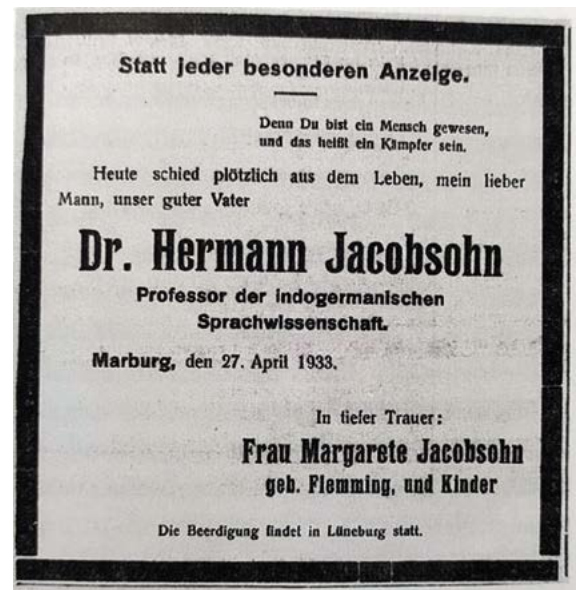 Statt jeder besonderen Anzeige.
Denn Du bist ein Mensch gewesen,
und das heißt ein Kämpfer sein.
Heute schied plötzlich aus dem Leben, mein lieber
Mann, unser guter Vater
Dr. Hermann Jacobsohn
Professor der indogermanischen
Sprachwissenschaft.
Marburg, den 27. April 1933.
In tiefer Trauer:
Frau Margarete Jacobsohn
geb. Flemming, und Kinder
Die Beerdigung findet in Lüneburg statt.